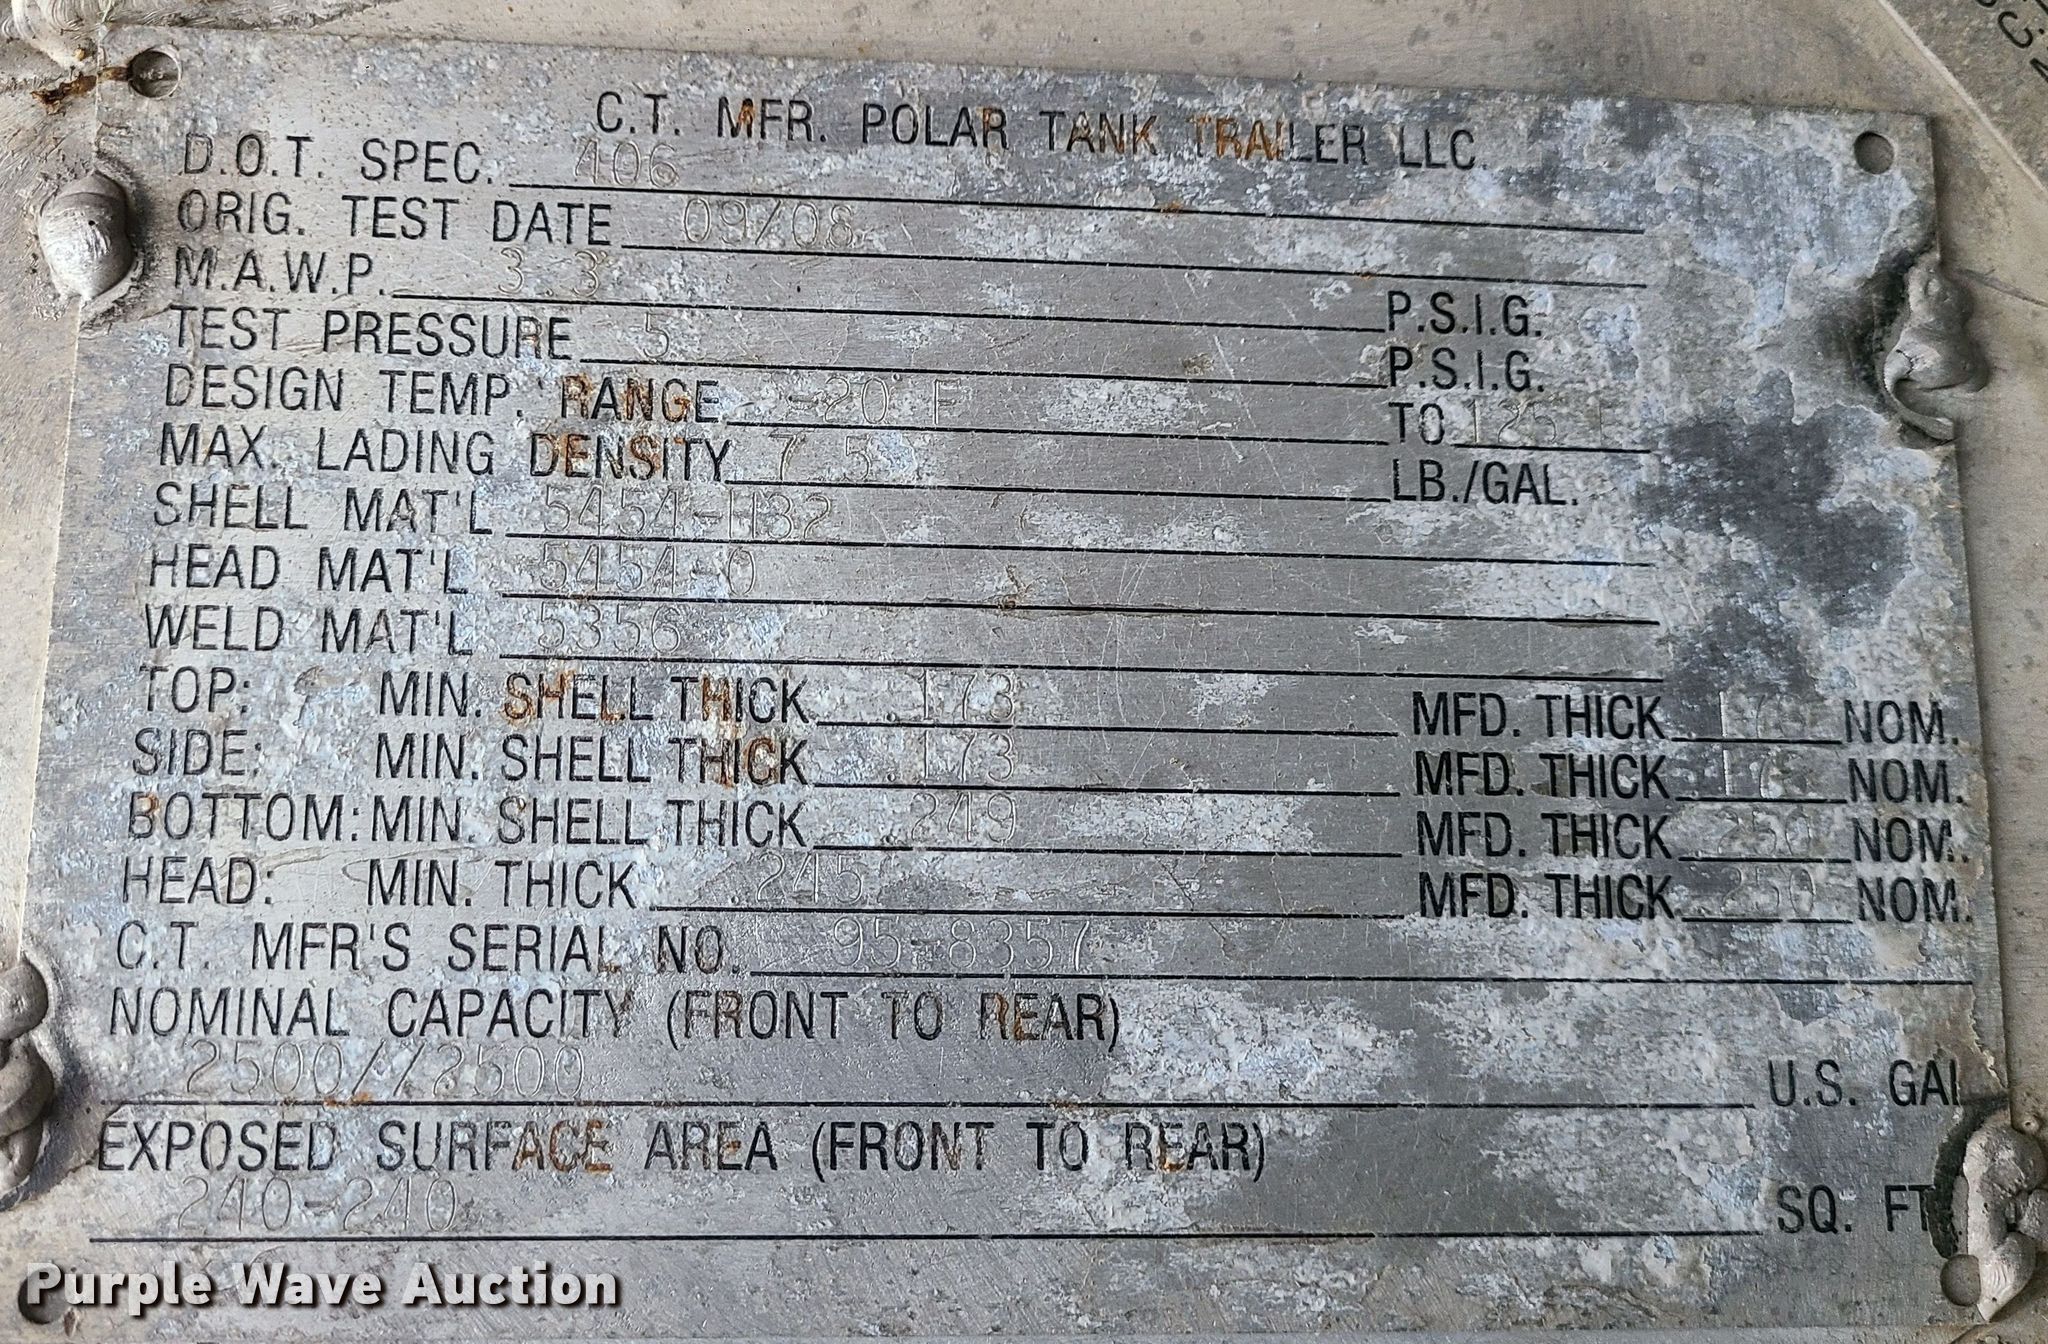 C.T. MFR. POLAR TANK TRAILER LLC.
D.O.T. SPEC. 406
ORIG. TEST DATE 09/08
M.A.W.P. 3.3 P.S.I.G.
TEST PRESSURE 5 P.S.I.G.
DESIGN TEMP. RANGE -20°F TO 125 F
MAX. LADING DENSITY 7.5 LB./GAL.
SHELL MAT'L 5454-H32
HEAD MAT'L 5454-0
WELD MAT'L 5356
TOP: MIN. SHELL THICK .173 MFD. THICK NOM.
SIDE: MIN. SHELL THICK .173 MFD. THICK NOM.
BOTTOM: MIN. SHELL THICK .249 MFD. THICK .250 NOM.
HEAD: MIN. THICK .245 MFD. THICK .250 NOM.
C.T. MFR'S SERIAL NO. 95-8357
NOMINAL CAPACITY (FRONT TO REAR)
2500//2500 U.S. GAL
EXPOSED SURFACE AREA (FRONT TO REAR)
240-240 SQ. FT.
Purple Wave Auction